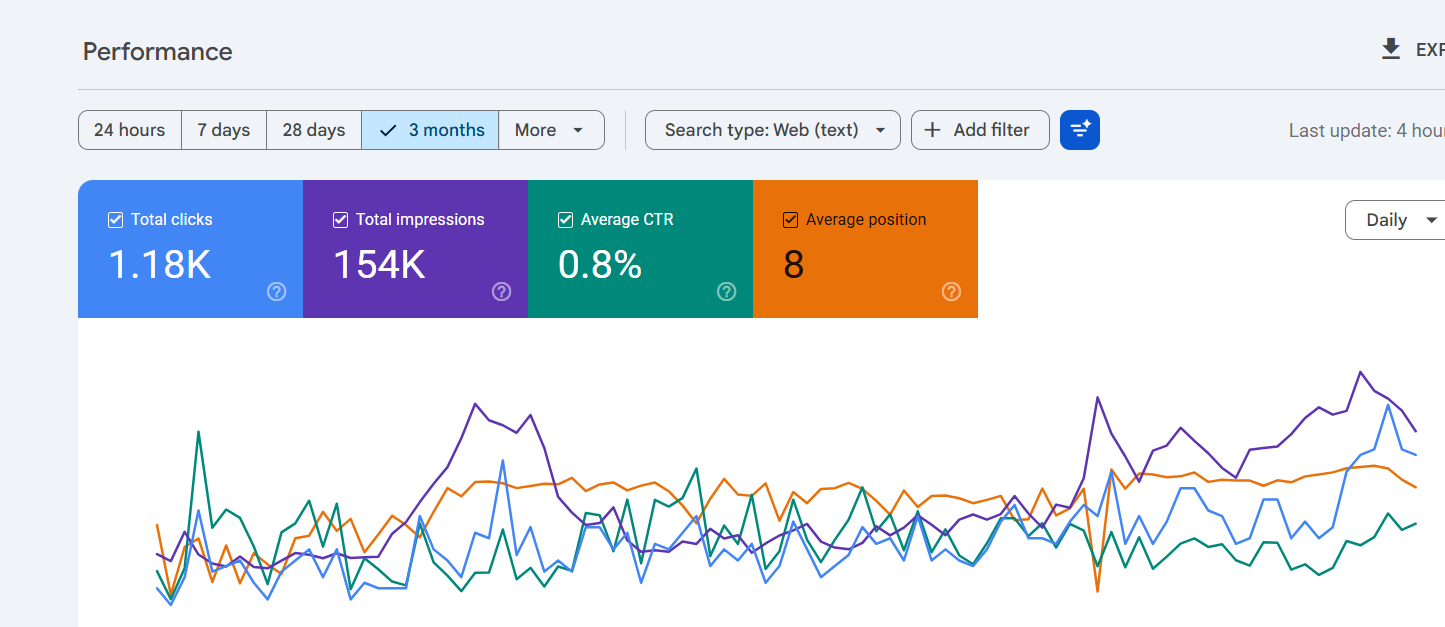 Performance
EXP
24 hours 7 days 28 days 3 months More Search type: Web (text) Add filter Last update: 4 hour
Total clicks Total impressions Average CTR Average position
1.18K 154K 0.8% 8
Daily